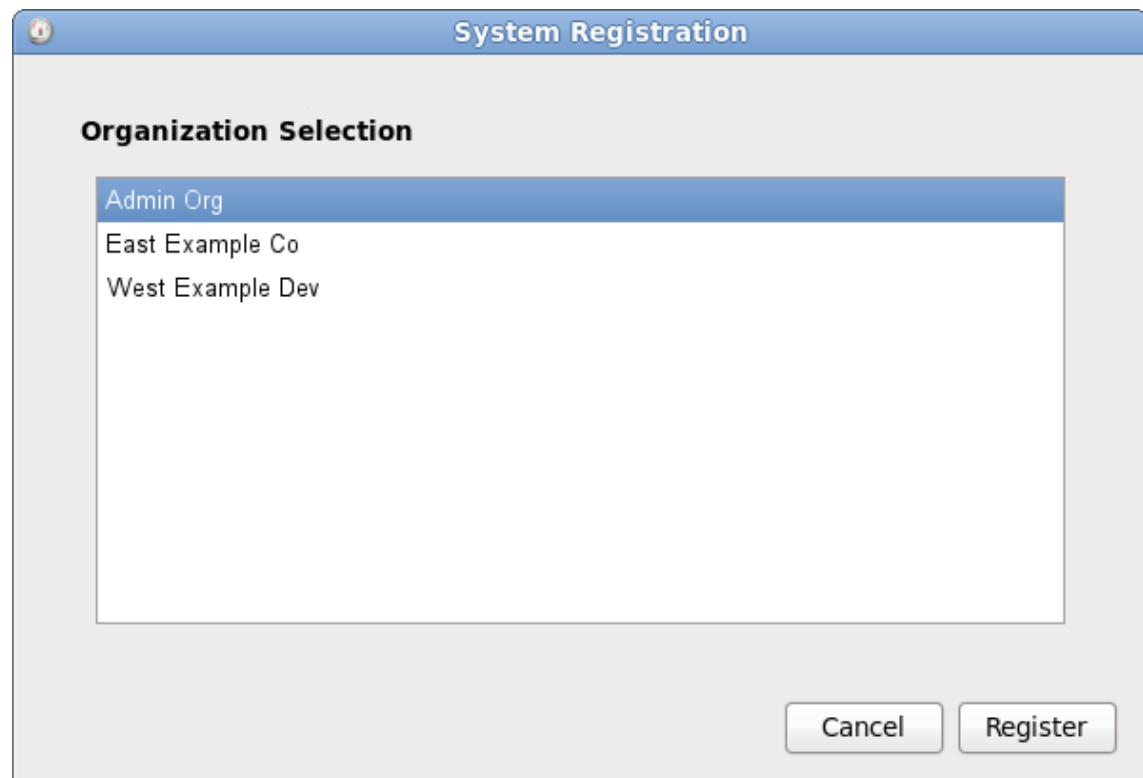 System Registration
Organization Selection
Admin Org
East Example Co
West Example Dev
Cancel Register